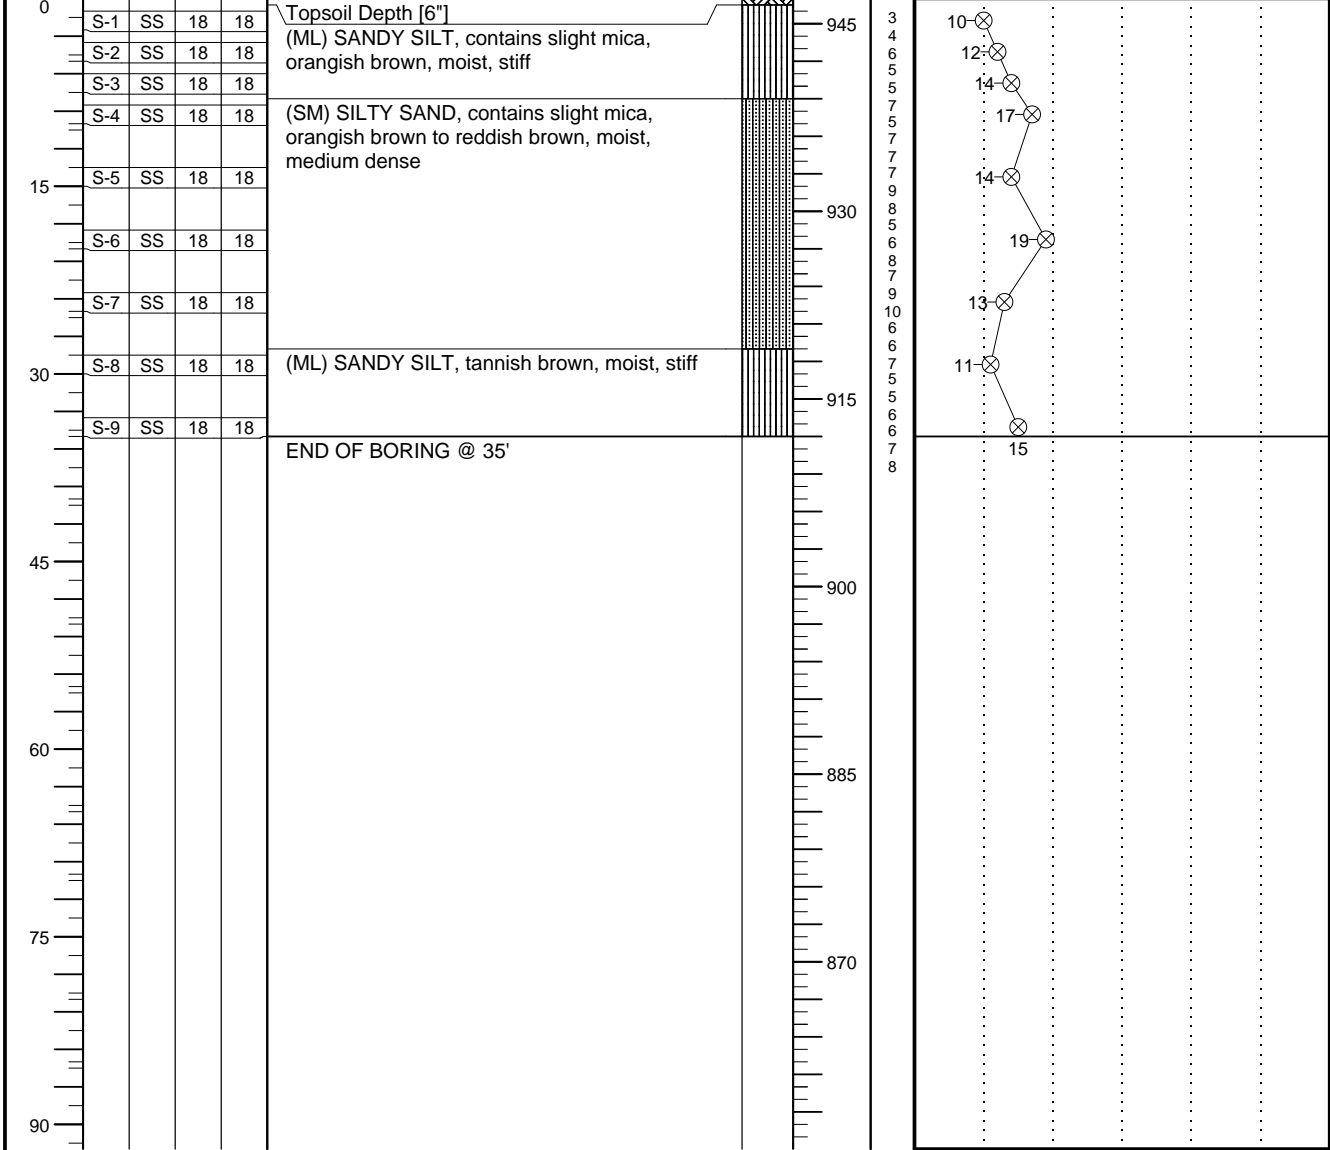 0
S-1 SS 18 18
Topsoil Depth [6"]
945
3
10
(ML) SANDY SILT, contains slight mica,
orangish brown, moist, stiff
4
S-2 SS 18 18
6
12
5
S-3 SS 18 18
5
14
7
S-4 SS 18 18
(SM) SILTY SAND, contains slight mica,
orangish brown to reddish brown, moist,
medium dense
5
17
7
7
S-5 SS 18 18
7
14
15
9
8
930
5
S-6 SS 18 18
6
19
8
7
9
S-7 SS 18 18
13
10
6
6
S-8 SS 18 18
(ML) SANDY SILT, tannish brown, moist, stiff
7
11
30
5
915
5
6
S-9 SS 18 18
6
END OF BORING @ 35'
7
15
8
45
900
60
885
75
870
90